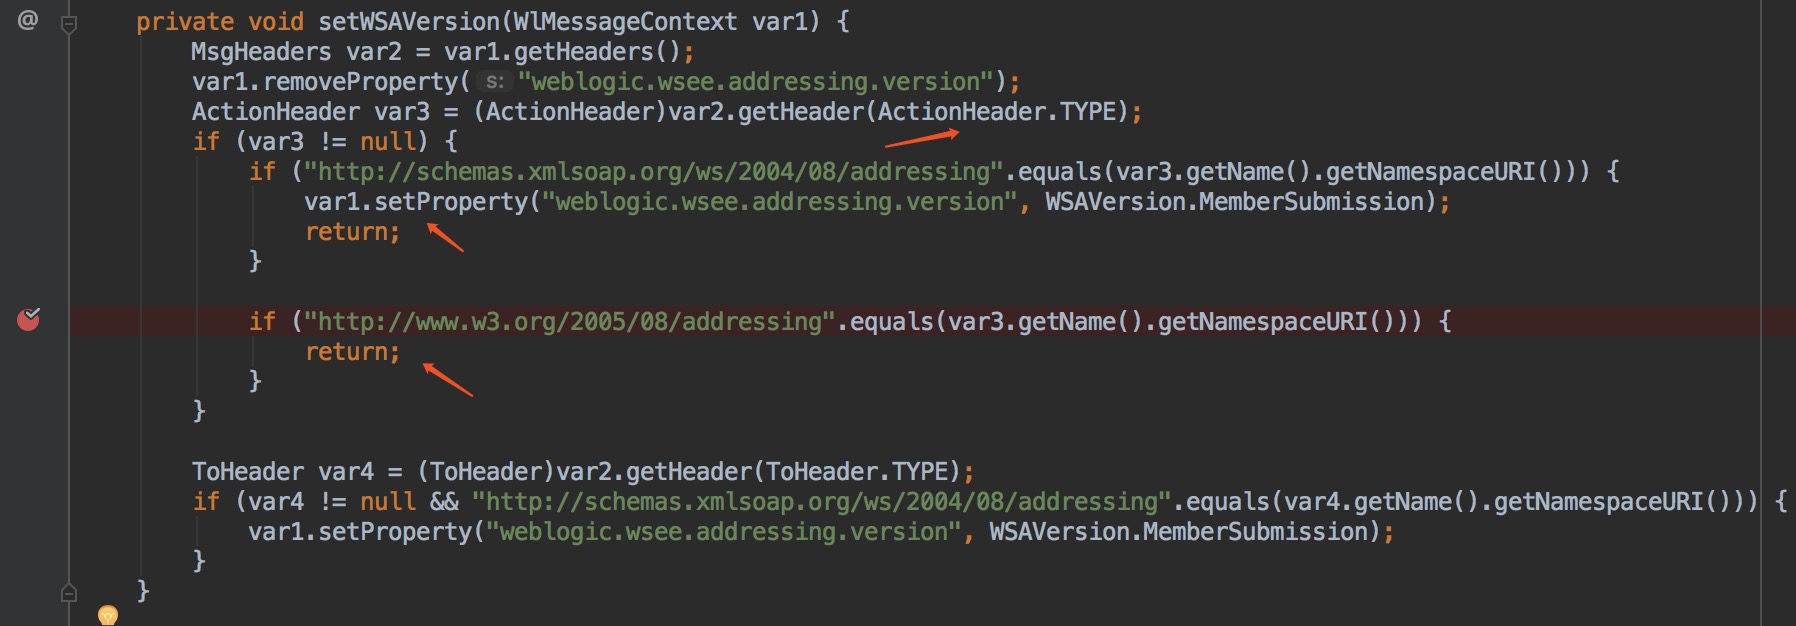 @ private void setWSAVersion(WlMessageContext var1) {
MsgHeaders var2 = var1.getHeaders();
var1.removeProperty( s: "weblogic.wsee.addressing.version");
ActionHeader var3 = (ActionHeader)var2.getHeader(ActionHeader.TYPE);
if (var3 != null) {
if ("http://schemas.xmlsoap.org/ws/2004/08/addressing".equals(var3.getName().getNamespaceURI())) {
var1.setProperty("weblogic.wsee.addressing.version", WSAVersion.MemberSubmission);
return;
}
if ("http://www.w3.org/2005/08/addressing".equals(var3.getName().getNamespaceURI())) {
return;
}
}
ToHeader var4 = (ToHeader)var2.getHeader(ToHeader.TYPE);
if (var4 != null && "http://schemas.xmlsoap.org/ws/2004/08/addressing".equals(var4.getName().getNamespaceURI())) {
var1.setProperty("weblogic.wsee.addressing.version", WSAVersion.MemberSubmission);
}
}